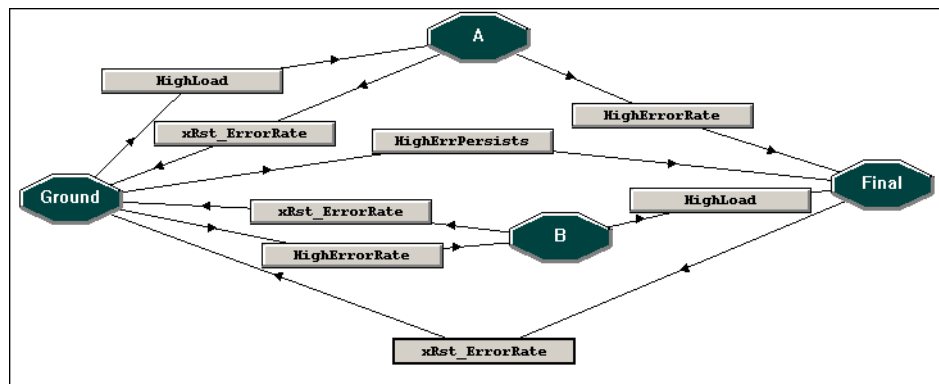 A
HighLoad
HighErrorRate
xRst_ErrorRate
HighErrPersists
Ground
Final
HighLoad
xRst_ErrorRate
B
HighErrorRate
xRst_ErrorRate